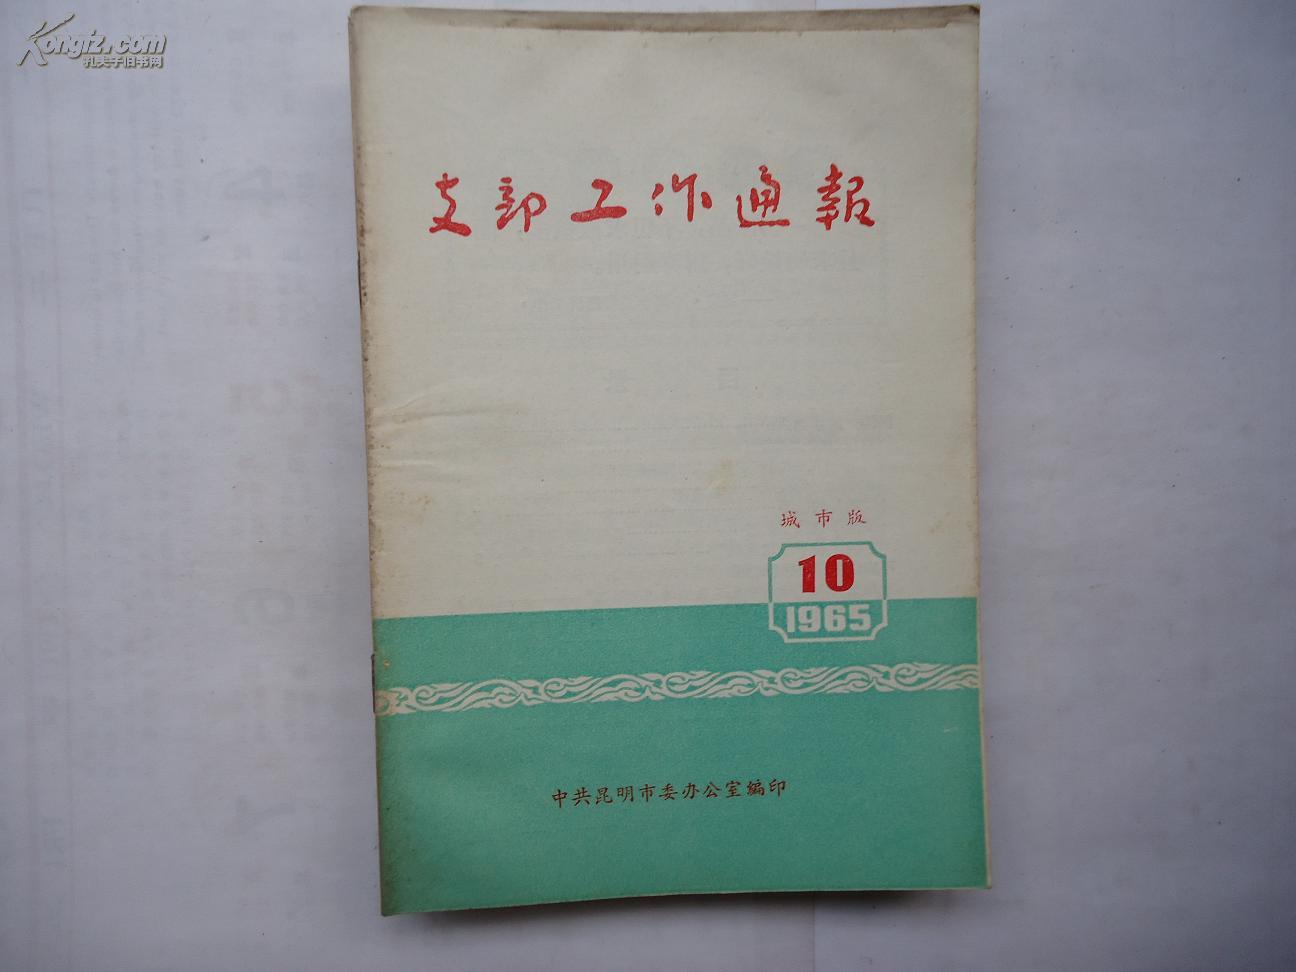 Kongfz.com
孔夫子旧书网
支部工作通報
城市版
10
1965
中共昆明市委办公室編印